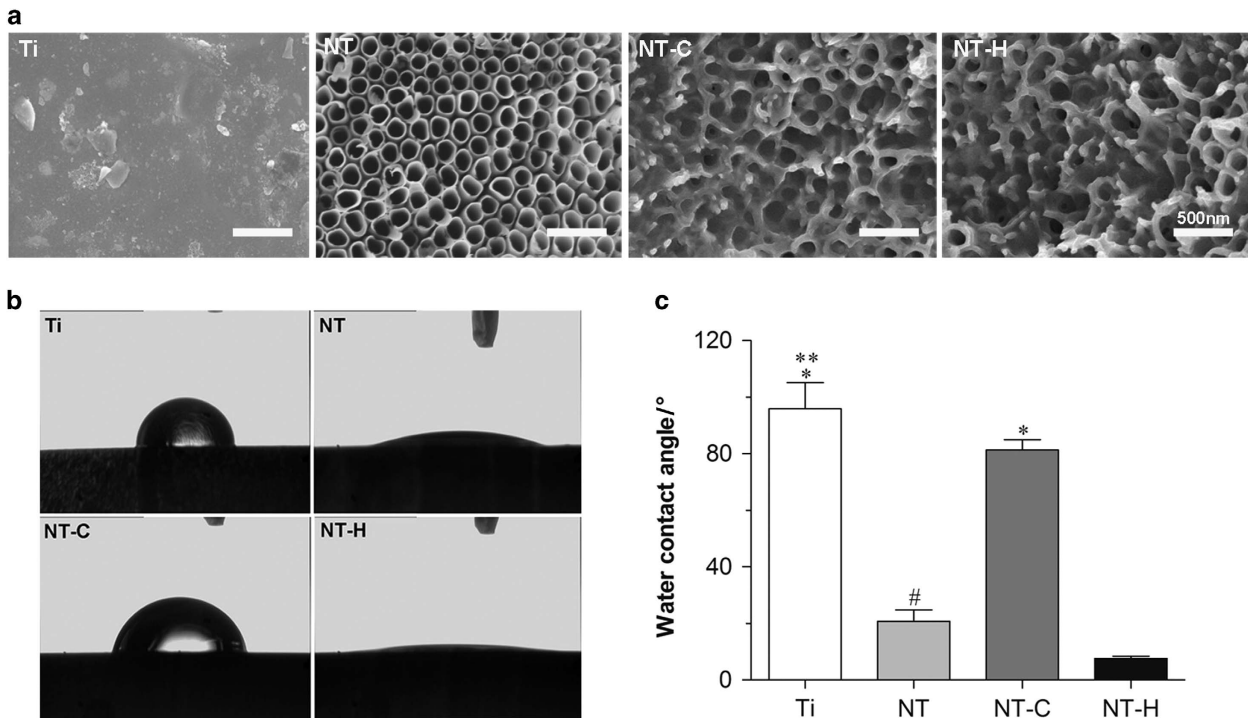 a
Ti
NT
NT-C
NT-H
500nm
b
Ti
NT
NT-C
NT-H
c
Water contact angle/°
120
80
40
0
**
*
#
*
Ti
NT
NT-C
NT-H